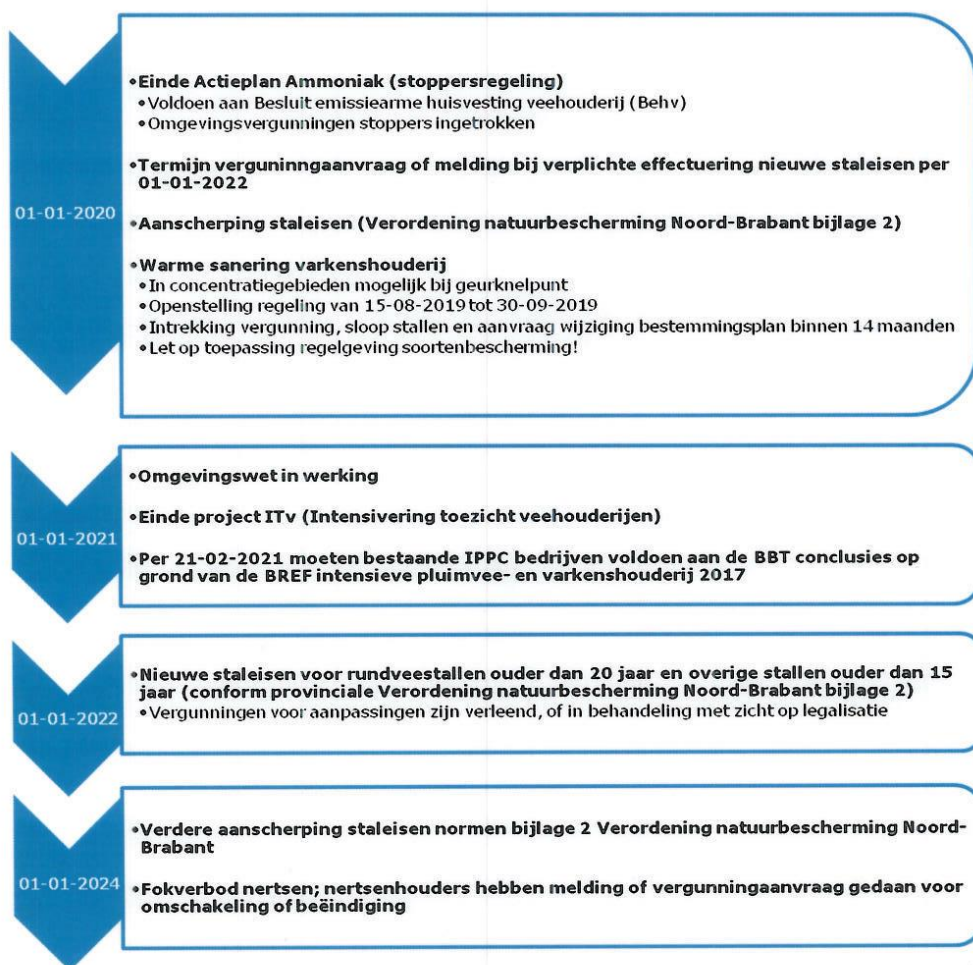 •Einde Actieplan Ammoniak (stoppersregeling)
•Voldoen aan Besluit emissiearme huisvesting veehouderij (Behv)
•Omgevingsvergunningen stoppers ingetrokken
•Termijn verguninngaanvraag of melding bij verplichte effectuering nieuwe staleisen per
01-01-2022
01-01-2020
•Aanscherping staleisen (Verordening natuurbescherming Noord-Brabant bijlage 2)
•Warme sanering varkenshouderij
•In concentratiegebieden mogelijk bij geurknelpunt
•Openstelling regeling van 15-08-2019 tot 30-09-2019
•Intrekking vergunning, sloop stallen en aanvraag wijziging bestemmingsplan binnen 14 maanden
•Let op toepassing regelgeving soortenbescherming!
01-01-2021
•Omgevingswet in werking
•Einde project ITv (Intensivering toezicht veehouderijen)
•Per 21-02-2021 moeten bestaande IPPC bedrijven voldoen aan de BBT conclusies op
grond van de BREF intensieve pluimvee- en varkenshouderij 2017
01-01-2022
•Nieuwe staleisen voor rundveestallen ouder dan 20 jaar en overige stallen ouder dan 15
jaar (conform provinciale Verordening natuurbescherming Noord-Brabant bijlage 2)
•Vergunningen voor aanpassingen zijn verleend, of in behandeling met zicht op legalisatie
01-01-2024
•Verdere aanscherping staleisen normen bijlage 2 Verordening natuurbescherming Noord-
Brabant
•Fokverbod nertsen; nertsenhouders hebben melding of vergunningaanvraag gedaan voor
omschakeling of beëindiging